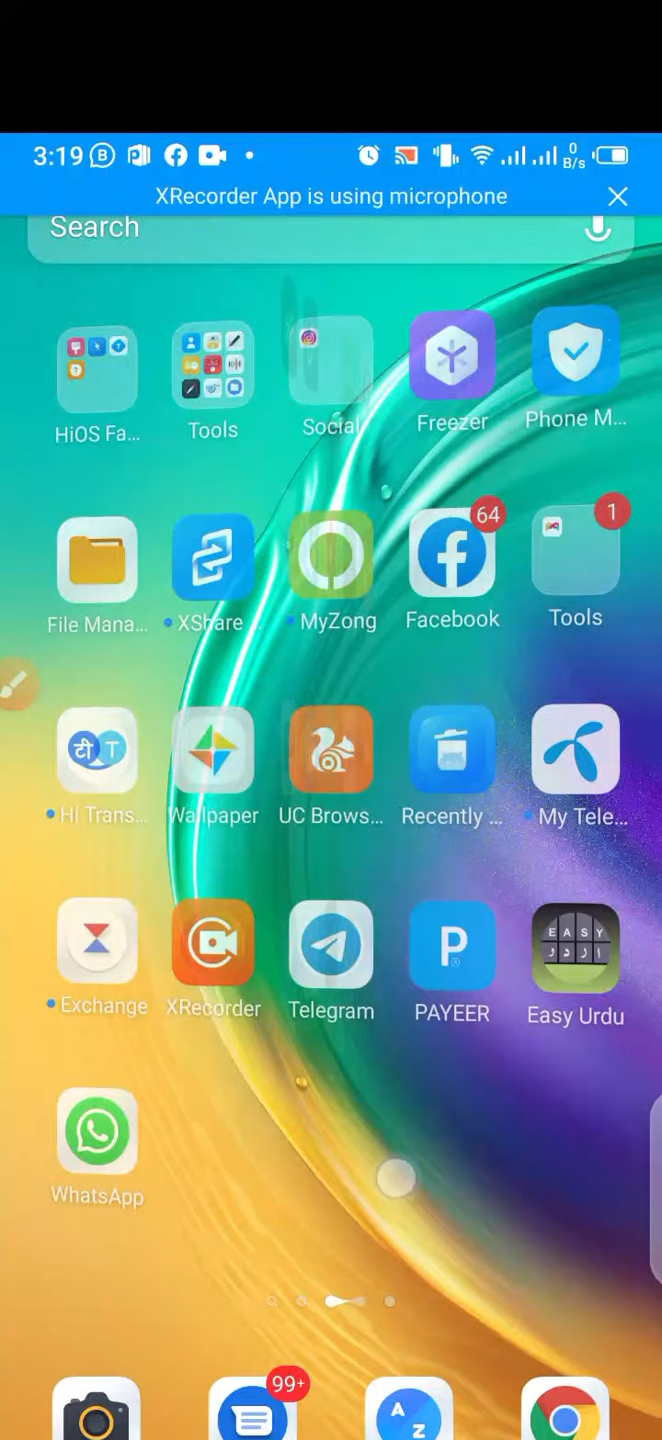 3:19
0
B/s
XRecorder App is using microphone
Search
HiOS Fa...
Tools
Social
Freezer
Phone M...
64
1
File Mana...
XShare
MyZong
Facebook
Tools
टी T
Hi Trans...
Wallpaper
UC Brows...
Recently ...
My Tele...
P
E A S Y
ا ر د و
Exchange
XRecorder
Telegram
PAYEER
Easy Urdu
WhatsApp
99+
A
Z